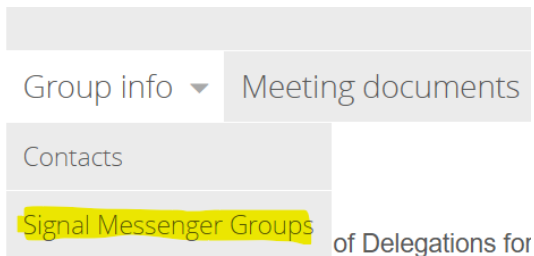 Group info Meeting documents
Contacts
Signal Messenger Groups
of Delegations for